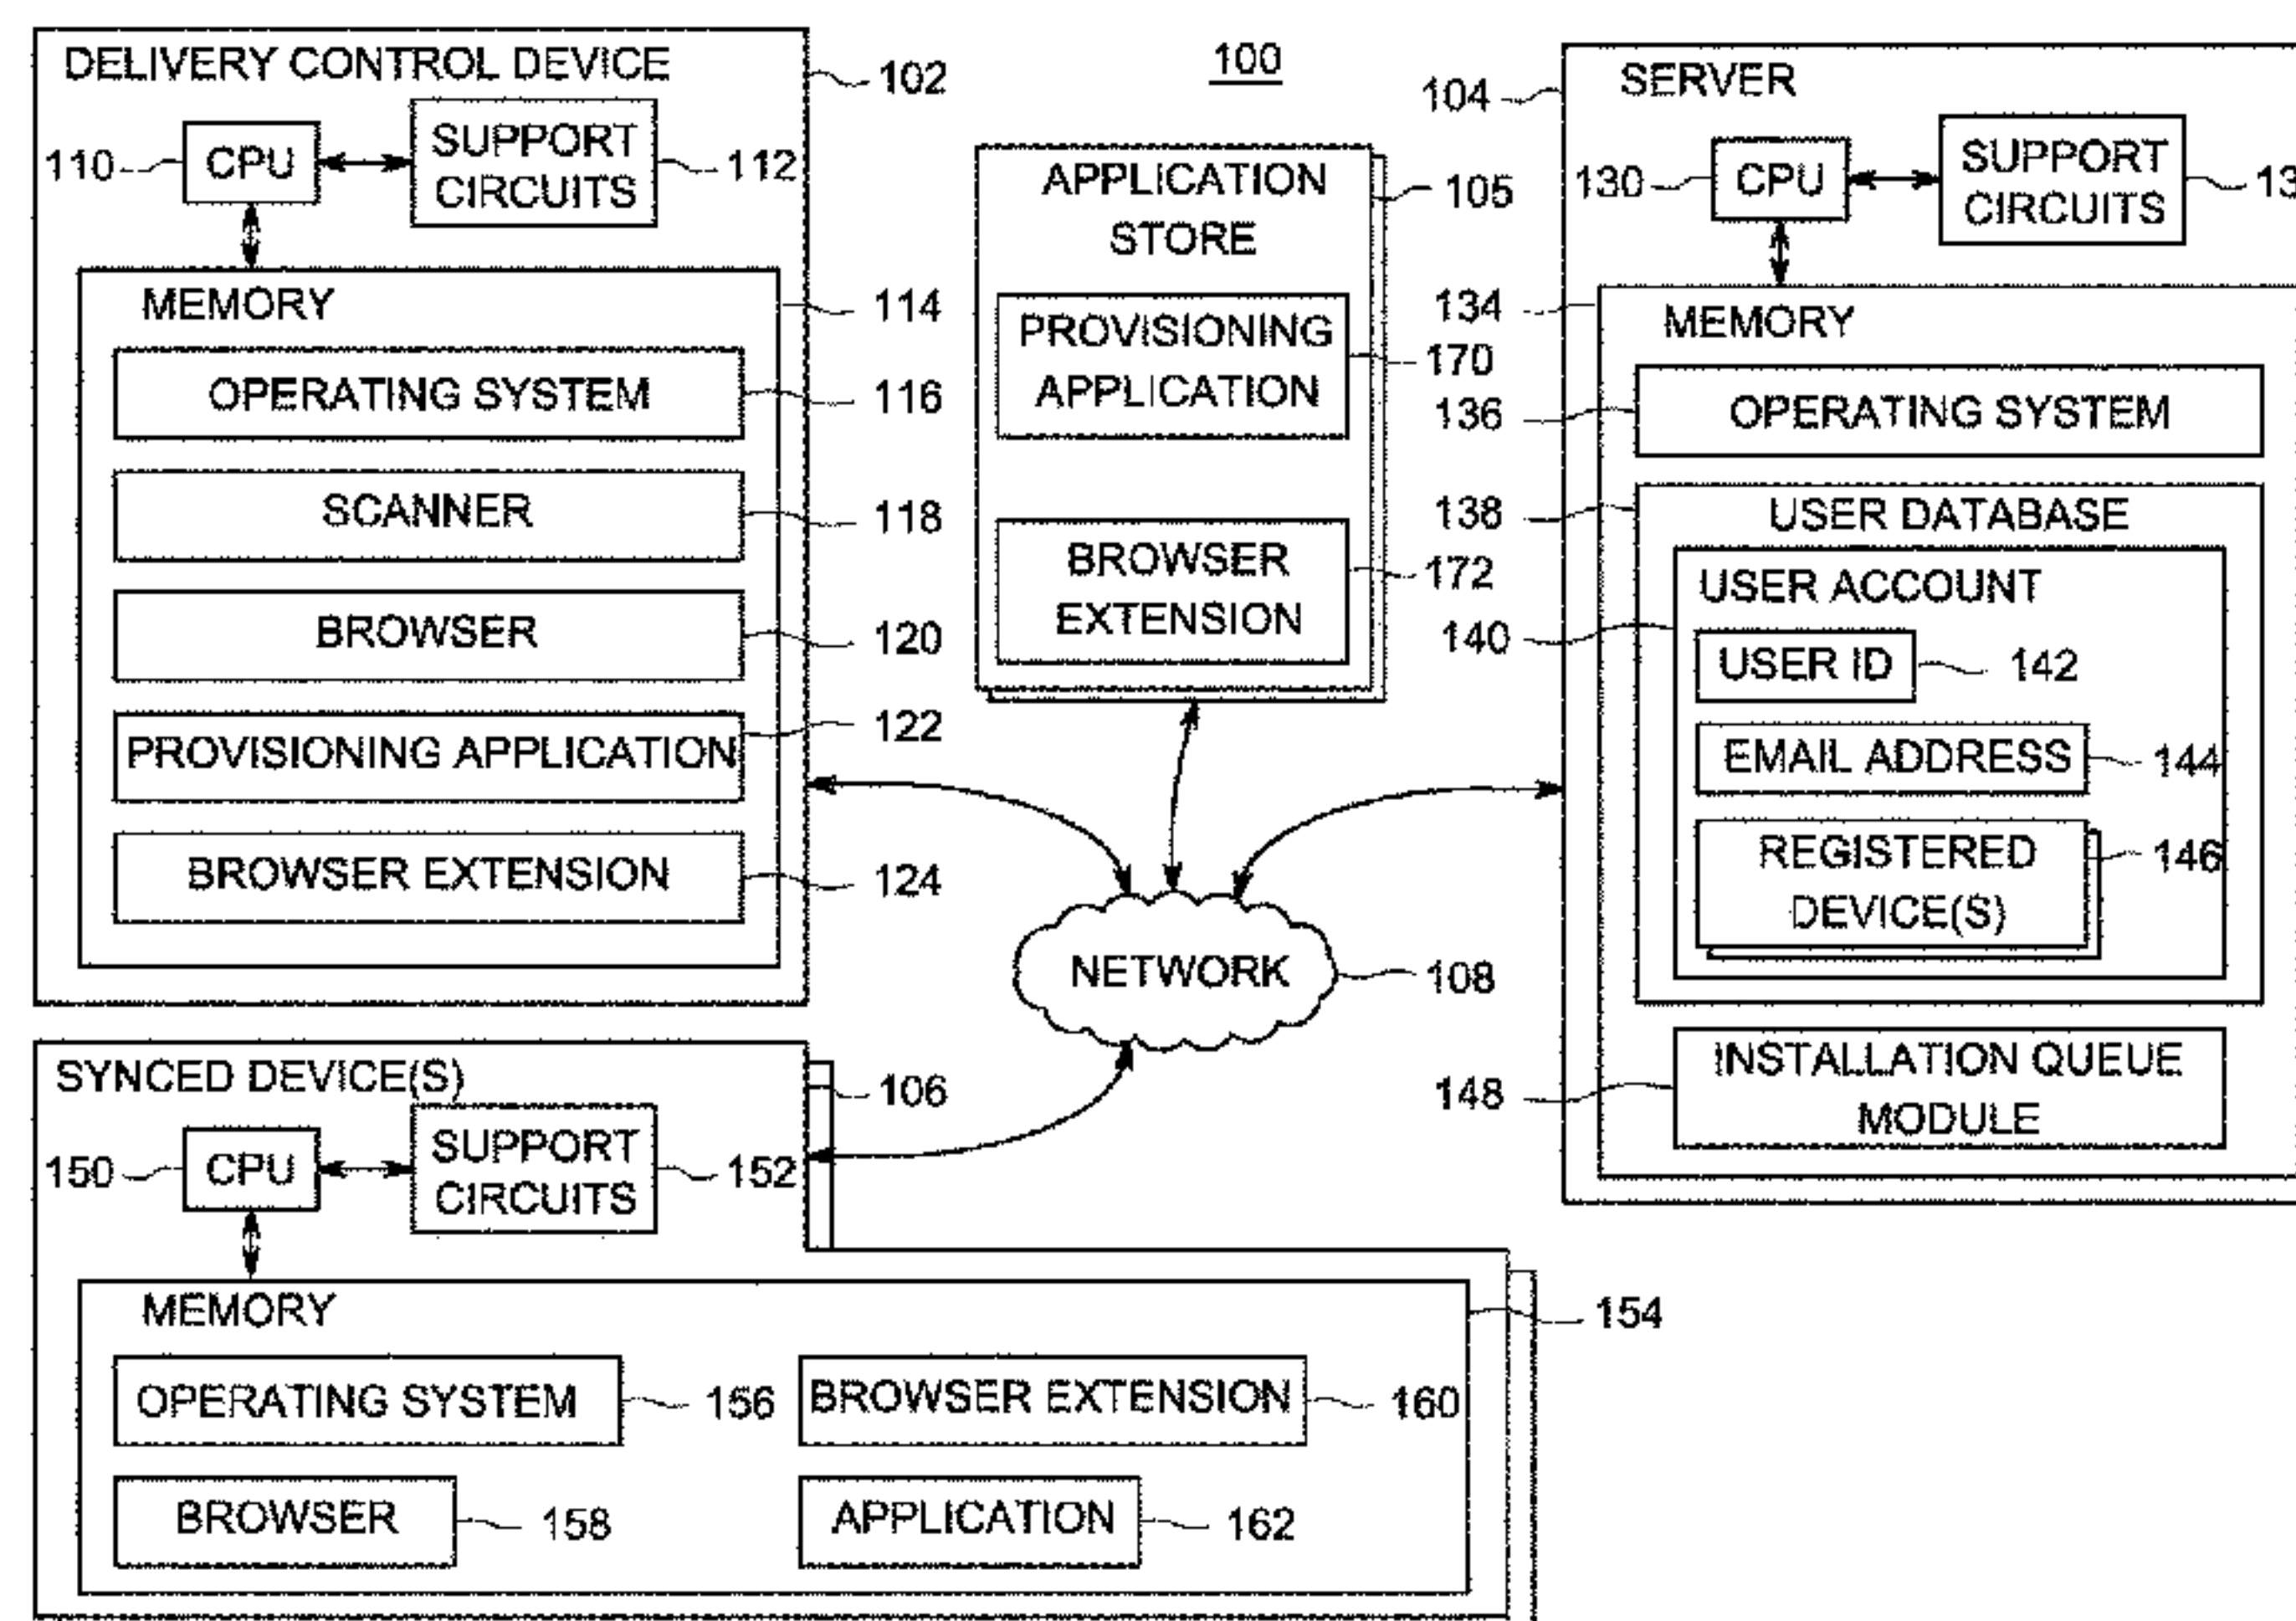 100
DELIVERY CONTROL DEVICE
102
110
CPU
SUPPORT
CIRCUITS
112
MEMORY
114
OPERATING SYSTEM
116
SCANNER
118
BROWSER
120
PROVISIONING APPLICATION
122
BROWSER EXTENSION
124
APPLICATION
STORE
105
PROVISIONING
APPLICATION
170
BROWSER
EXTENSION
172
NETWORK
108
104
SERVER
130
CPU
SUPPORT
CIRCUITS
134
MEMORY
136
OPERATING SYSTEM
138
USER DATABASE
140
USER ACCOUNT
USER ID
142
EMAIL ADDRESS
144
REGISTERED
DEVICE(S)
146
148
INSTALLATION QUEUE
MODULE
SYNCED DEVICE(S)
106
150
CPU
SUPPORT
CIRCUITS
152
MEMORY
154
OPERATING SYSTEM
156
BROWSER EXTENSION
160
BROWSER
158
APPLICATION
162